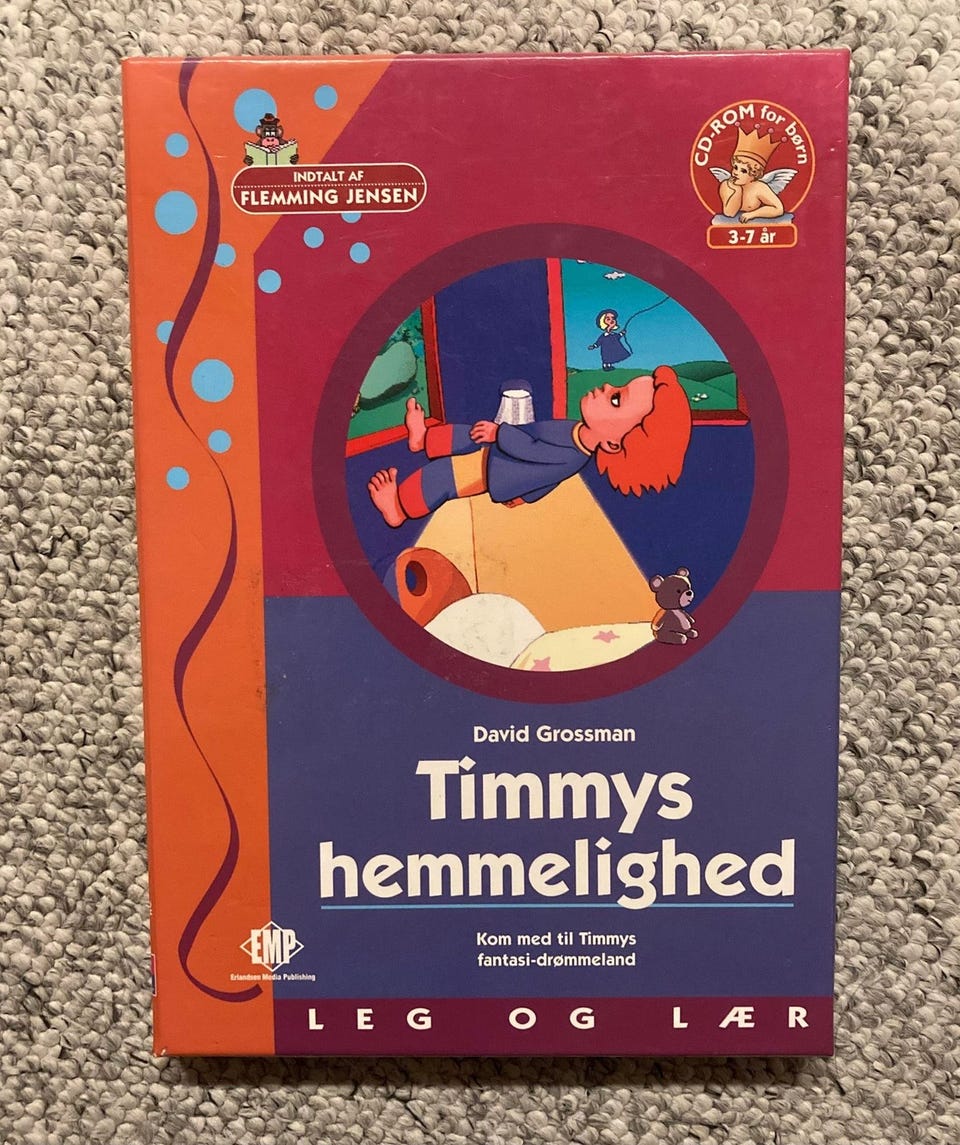 INDTALT AF
FLEMMING JENSEN
CD-ROM for børn
3-7 år
David Grossman
Timmys
hemmelighed
Kom med til Timmys
fantasi-drømmeland
EMP
Erlandsen Media Publishing
LEG OG LÆR